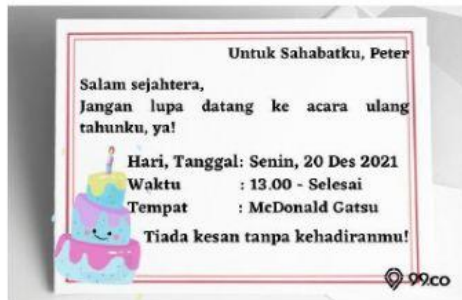 Untuk Sahabatku, Peter
Salam sejahtera,
Jangan lupa datang ke acara ulang
tahunku, ya!
Hari, Tanggal: Senin, 20 Des 2021
Waktu : 13.00 - Selesai
Tempat : McDonald Gatsu
Tiada kesan tanpa kehadiranmu!
99.co